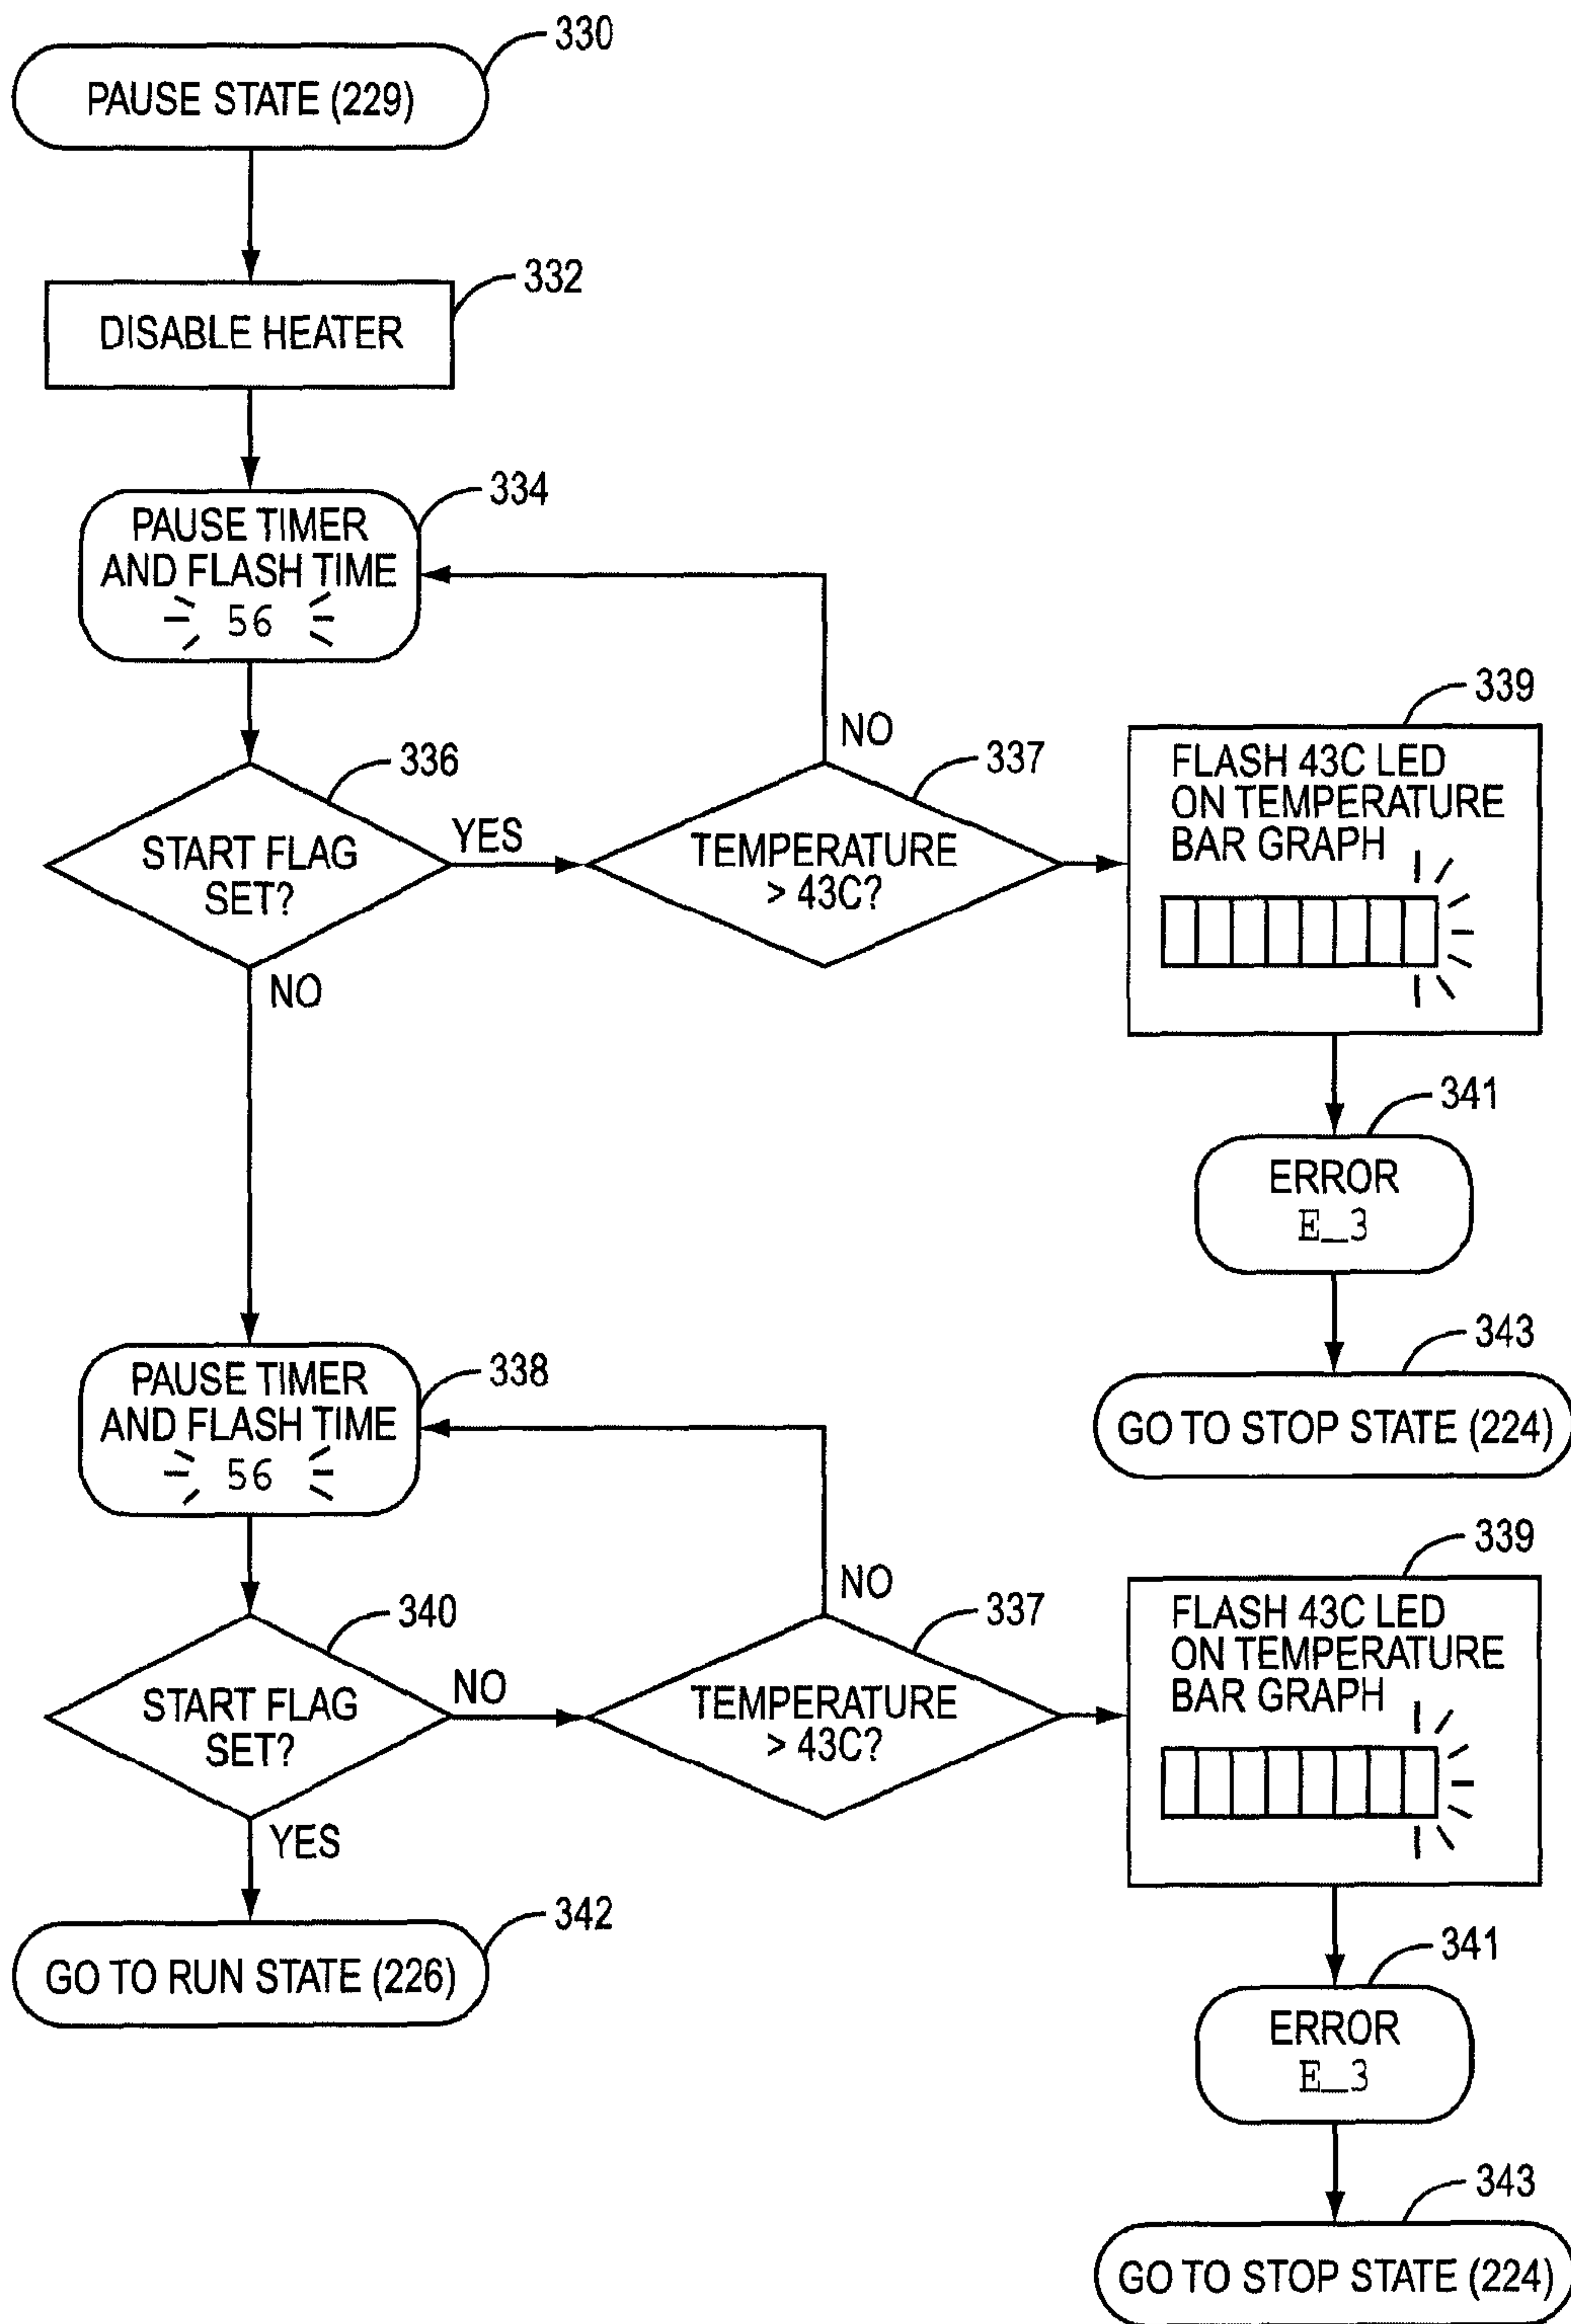 330
PAUSE STATE (229)
332
DISABLE HEATER
334
PAUSE TIMER
AND FLASH TIME
56
336
START FLAG
SET?
YES
NO
337
TEMPERATURE
> 43C?
NO
339
FLASH 43C LED
ON TEMPERATURE
BAR GRAPH
341
ERROR
E_3
343
GO TO STOP STATE (224)
338
PAUSE TIMER
AND FLASH TIME
56
340
START FLAG
SET?
NO
YES
337
TEMPERATURE
> 43C?
NO
339
FLASH 43C LED
ON TEMPERATURE
BAR GRAPH
342
GO TO RUN STATE (226)
341
ERROR
E_3
343
GO TO STOP STATE (224)